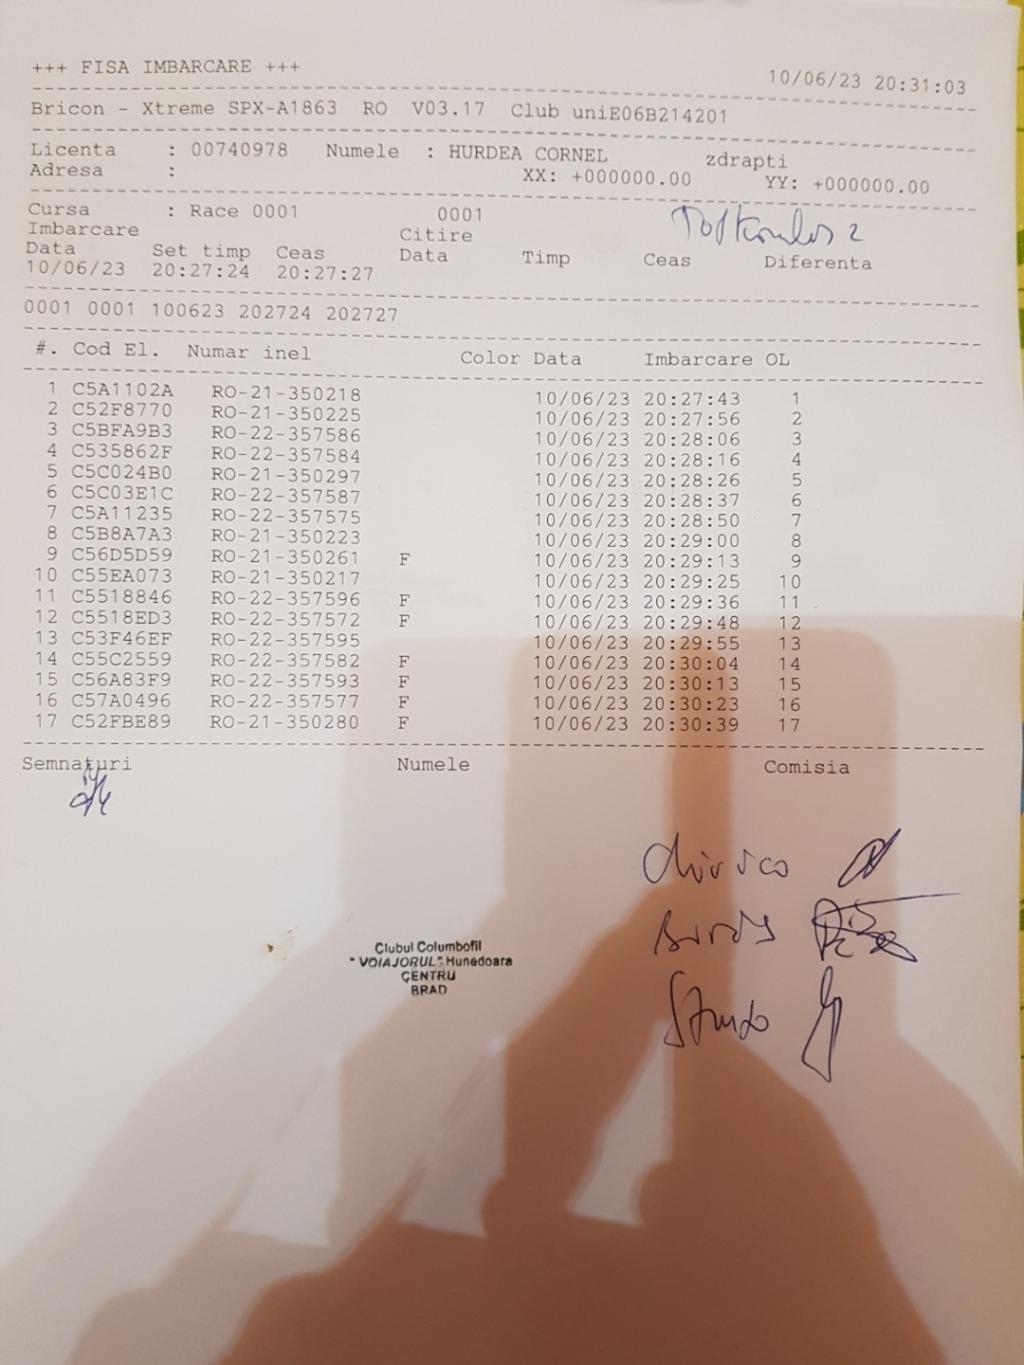 +++ FISA IMBARCARE +++
10/06/23 20:31:03
Bricon - Xtreme SPX-A1863 RO V03.17 Club uniE06B214201
Licenta : 00740978 Numele : HURDEA CORNEL zdrapti
Adresa : XX: +000000.00 YY: +000000.00
Cursa : Race 0001 0001
Imbarcare Citire
Data Set timp Ceas Data Timp Ceas Diferenta
10/06/23 20:27:24 20:27:27
0001 0001 100623 202724 202727
#. Cod El. Numar inel Color Data Imbarcare OL
1 C5A1102A RO-21-350218 10/06/23 20:27:43 1
2 C52F8770 RO-21-350225 10/06/23 20:27:56 2
3 C5BFA9B3 RO-22-357586 10/06/23 20:28:06 3
4 C535862F RO-22-357584 10/06/23 20:28:16 4
5 C5C024B0 RO-21-350297 10/06/23 20:28:26 5
6 C5C03E1C RO-22-357587 10/06/23 20:28:37 6
7 C5A11235 RO-22-357575 10/06/23 20:28:50 7
8 C5B8A7A3 RO-21-350223 10/06/23 20:29:00 8
9 C56D5D59 RO-21-350261 F 10/06/23 20:29:13 9
10 C55EA073 RO-21-350217 10/06/23 20:29:25 10
11 C5518846 RO-22-357596 F 10/06/23 20:29:36 11
12 C5518ED3 RO-22-357572 F 10/06/23 20:29:48 12
13 C53F46EF RO-22-357595 10/06/23 20:29:55 13
14 C55C2559 RO-22-357582 F 10/06/23 20:30:04 14
15 C56A83F9 RO-22-357593 F 10/06/23 20:30:13 15
16 C57A0496 RO-22-357577 F 10/06/23 20:30:23 16
17 C52FBE89 RO-21-350280 F 10/06/23 20:30:39 17
Semnaturi Numele Comisia
Clubul Columbofil
"VOIAJORUL" Hunedoara
CENTRU
BRAD